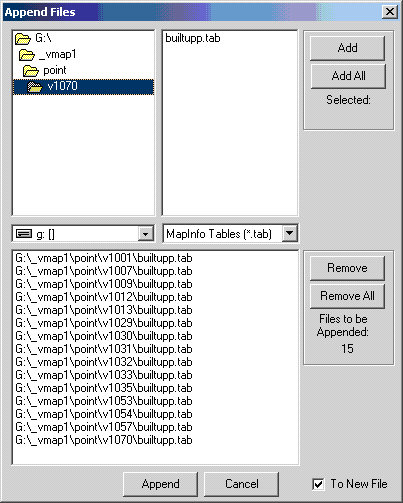 Append Files
G:\
_vmap1
point
v1070
builtupp.tab
Add
Add All
Selected:
g: []
MapInfo Tables (*.tab)
G:\_vmap1\point\v1001\builtupp.tab
G:\_vmap1\point\v1007\builtupp.tab
G:\_vmap1\point\v1009\builtupp.tab
G:\_vmap1\point\v1012\builtupp.tab
G:\_vmap1\point\v1013\builtupp.tab
G:\_vmap1\point\v1029\builtupp.tab
G:\_vmap1\point\v1030\builtupp.tab
G:\_vmap1\point\v1031\builtupp.tab
G:\_vmap1\point\v1032\builtupp.tab
G:\_vmap1\point\v1033\builtupp.tab
G:\_vmap1\point\v1035\builtupp.tab
G:\_vmap1\point\v1053\builtupp.tab
G:\_vmap1\point\v1054\builtupp.tab
G:\_vmap1\point\v1057\builtupp.tab
G:\_vmap1\point\v1070\builtupp.tab
Remove
Remove All
Files to be
Appended:
15
Append
Cancel
To New File